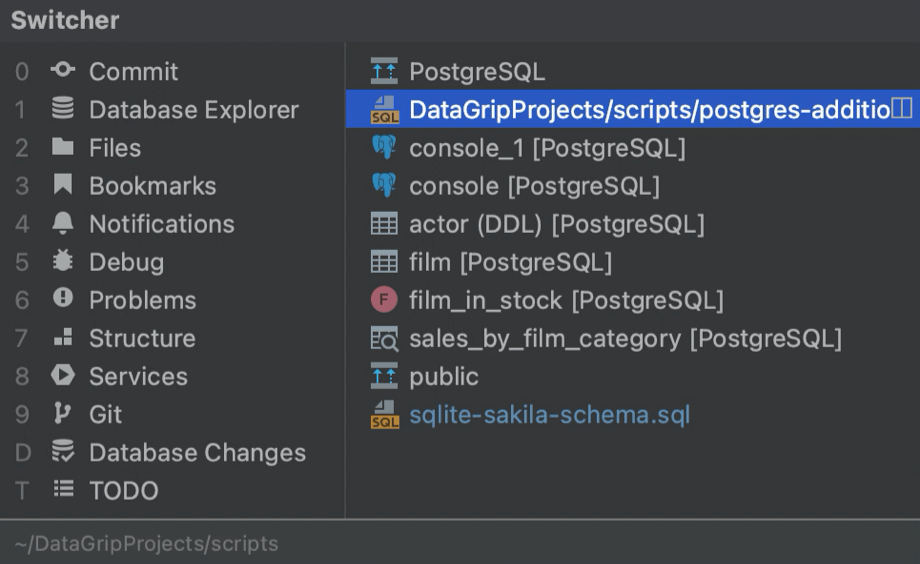 Switcher
0 Commit
1 Database Explorer
2 Files
3 Bookmarks
4 Notifications
5 Debug
6 Problems
7 Structure
8 Services
9 Git
D Database Changes
T TODO
PostgreSQL
SQL DataGripProjects/scripts/postgres-additio
console_1 [PostgreSQL]
console [PostgreSQL]
actor (DDL) [PostgreSQL]
film [PostgreSQL]
F film_in_stock [PostgreSQL]
sales_by_film_category [PostgreSQL]
public
SQL sqlite-sakila-schema.sql
~/DataGripProjects/scripts